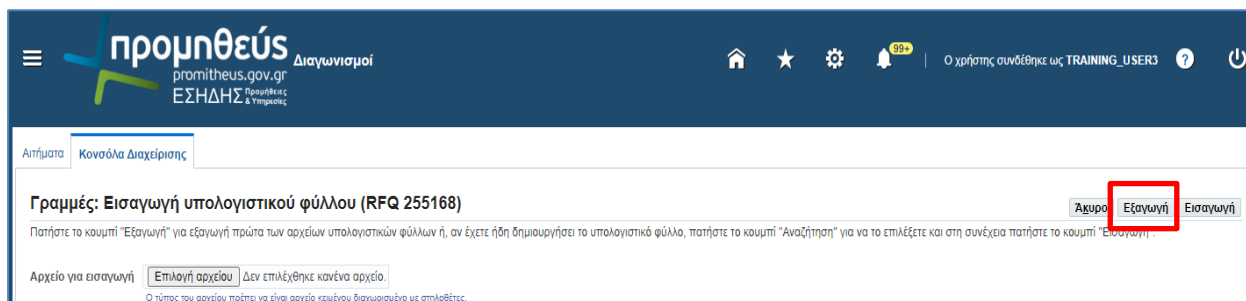 προμηθεύς Διαγωνισμοί
promitheus.gov.gr
ΕΣΗΔΗΣ Προμήθειες & Υπηρεσίες
99+
Ο χρήστης συνδέθηκε ως TRAINING_USER3 ?
Αιτήματα Κονσόλα Διαχείρισης
Γραμμές: Εισαγωγή υπολογιστικού φύλλου (RFQ 255168)
Άκυρο Εξαγωγή Εισαγωγή
Πατήστε το κουμπί "Εξαγωγή" για εξαγωγή πρώτα των αρχείων υπολογιστικών φύλλων ή, αν έχετε ήδη δημιουργήσει το υπολογιστικό φύλλο, πατήστε το κουμπί "Αναζήτηση" για να το επιλέξετε και στη συνέχεια πατήστε το κουμπί "Εισαγωγή".
Αρχείο για εισαγωγή Επιλογή αρχείου Δεν επιλέχθηκε κανένα αρχείο.
Ο τύπος του αρχείου πρέπει να είναι αρχείο κειμένου διαχωρισμένο με στηλοθέτες.